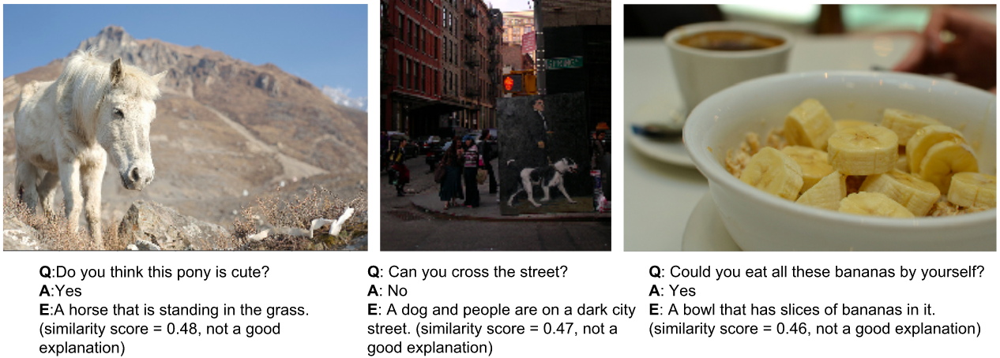 Q:Do you think this pony is cute?
A:Yes
E:A horse that is standing in the grass.
(similarity score = 0.48, not a good
explanation)
Q: Can you cross the street?
A: No
E: A dog and people are on a dark city
street. (similarity score = 0.47, not a
good explanation)
Q: Could you eat all these bananas by yourself?
A: Yes
E: A bowl that has slices of bananas in it.
(similarity score = 0.46, not a good explanation)